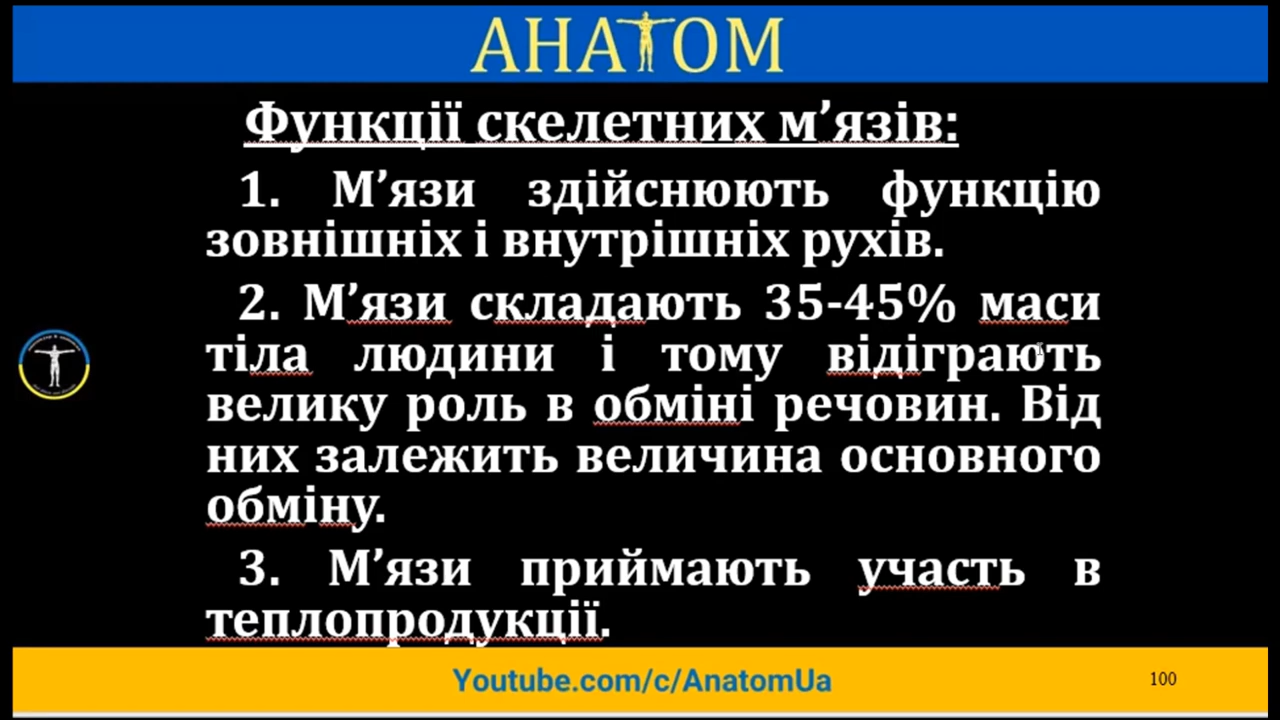 АНАТОМ
Функції скелетних м’язів:
1. М’язи здійснюють функцію
зовнішніх і внутрішніх рухів.
2. М’язи складають 35-45% маси
тіла людини і тому відіграють
велику роль в обміні речовин. Від
них залежить величина основного
обміну.
3. М’язи приймають участь в
теплопродукції.
Youtube.com/c/AnatomUa
100